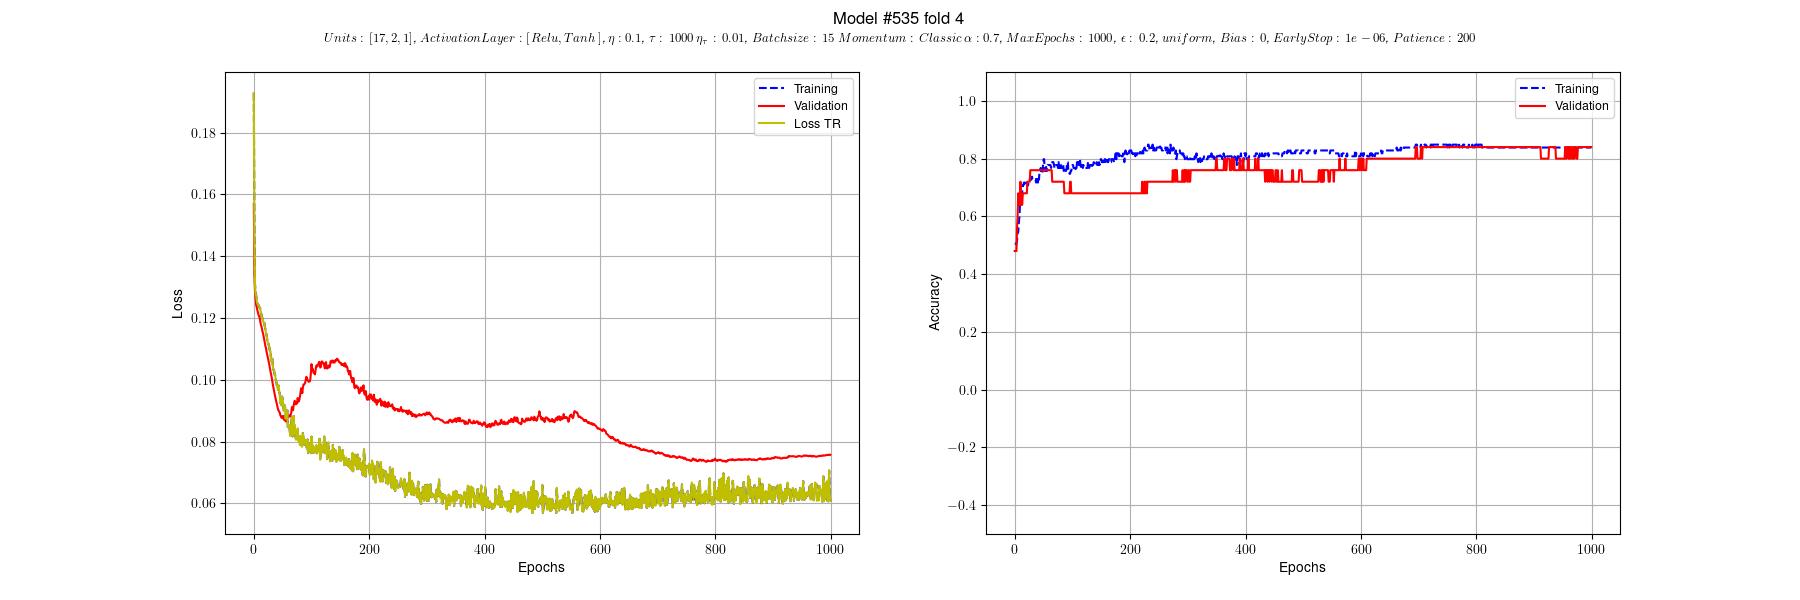 Model #535 fold 4
Units : [17, 2, 1], ActivationLayer : [Relu, Tanh], η : 0.1, τ : 1000 η_τ : 0.01, Batchsize : 15 Momentum : Classic α : 0.7, MaxEpochs : 1000, ϵ : 0.2, uniform, Bias : 0, EarlyStop : 1e − 06, Patience : 200
Training
Validation
Loss TR
0.18
0.16
0.14
0.12
0.10
0.08
0.06
Loss
0 200 400 600 800 1000
Epochs
Training
Validation
1.0
0.8
0.6
0.4
0.2
0.0
−0.2
−0.4
Accuracy
0 200 400 600 800 1000
Epochs